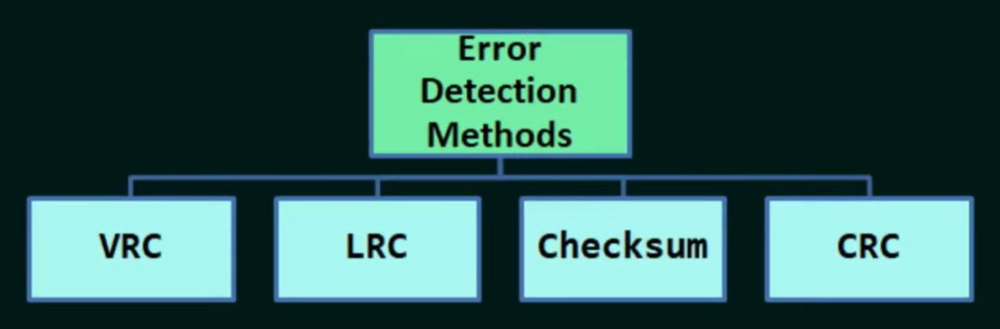 Error
Detection
Methods
VRC
LRC
Checksum
CRC